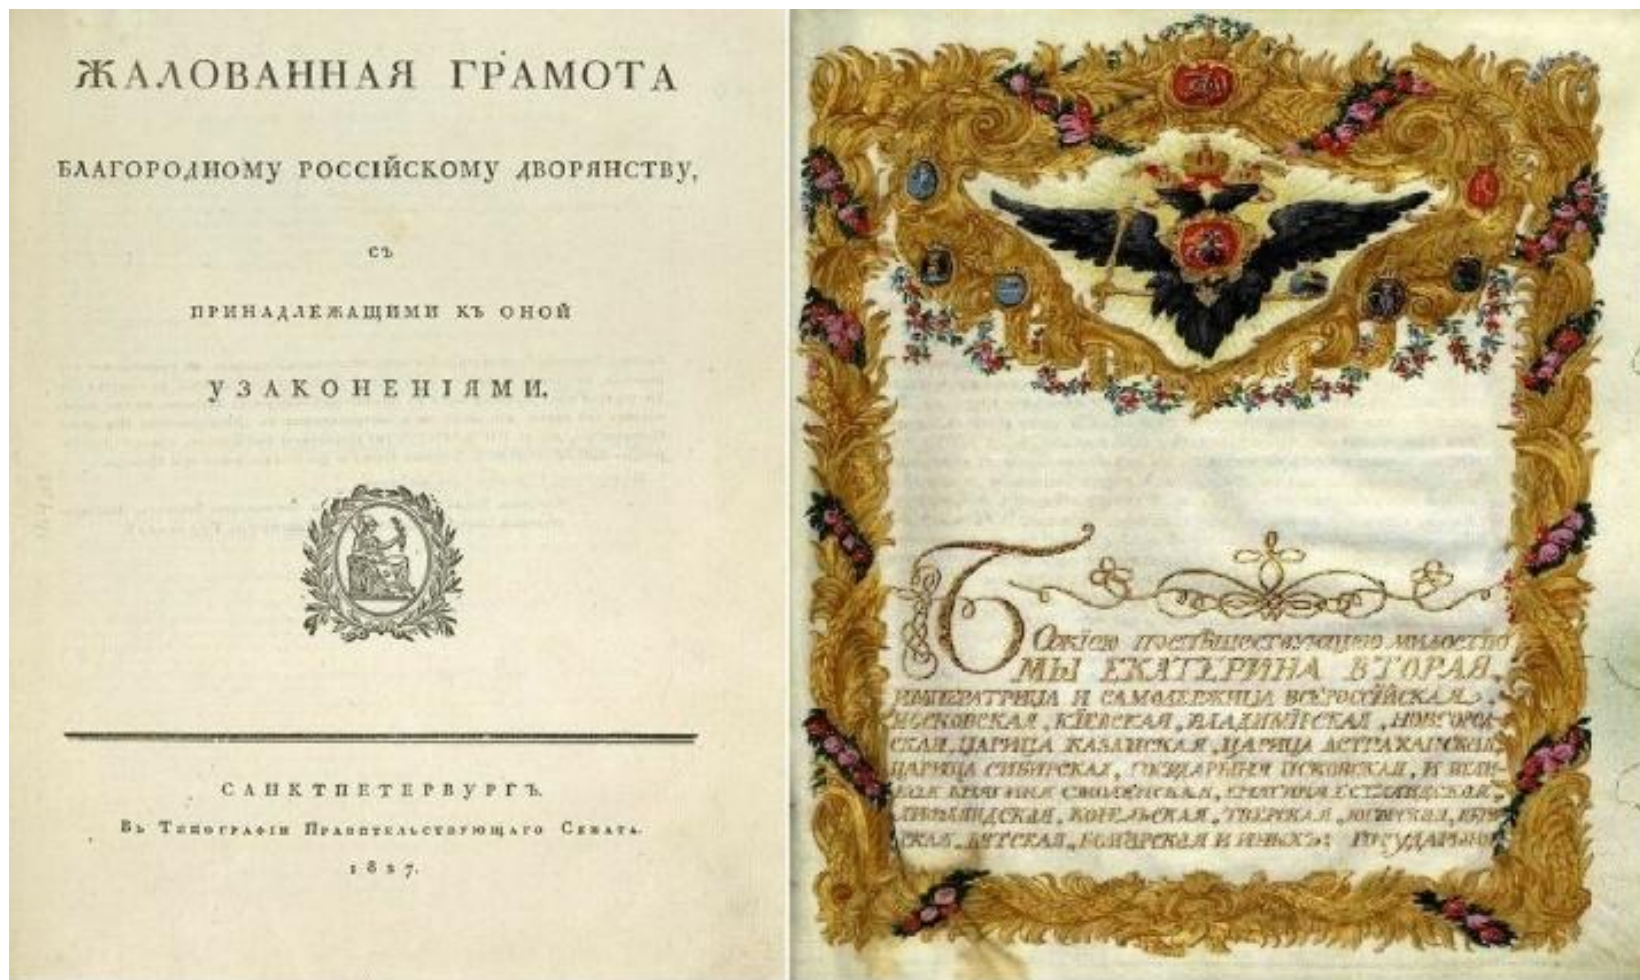 ЖАЛОВАННАЯ ГРАМОТА
БЛАГОРОДНОМУ РОССІЙСКОМУ ДВОРЯНСТВУ,
СЪ
ПРИНАДЛЕЖАЩИМИ КЪ ОНОЙ
УЗАКОНЕНІЯМИ.
САНКТПЕТЕРБУРГЪ.
Въ Типографіи Правительствующаго Сената.
1827.
Божіею поспѣшествующею милостію
МЫ ЕКАТЕРИНА ВТОРАЯ,
ИМПЕРАТРИЦА И САМОДЕРЖИЦА ВСЕРОССІЙСКАЯ,
МОСКОВСКАЯ, КІЕВСКАЯ, ВЛАДИМІРСКАЯ, НОВГОРОД-
СКАЯ, ЦАРИЦА КАЗАНСКАЯ, ЦАРИЦА АСТРАХАНСКАЯ,
ЦАРИЦА СИБИРСКАЯ, ГОСУДАРЫНЯ ПСКОВСКАЯ, И ВЕЛИ-
КАЯ КНЯГИНЯ СМОЛЕНСКАЯ, КНЯГИНЯ ЕСТЛЯНДСКАЯ,
ЛИФЛЯНДСКАЯ, КОРЕЛЬСКАЯ, ТВЕРСКАЯ, ЮГОРСКАЯ, ПЕРМ-
СКАЯ, ВЯТСКАЯ, БОЛГАРСКАЯ И ИНЫХЪ; ГОСУДАРЫНЯ